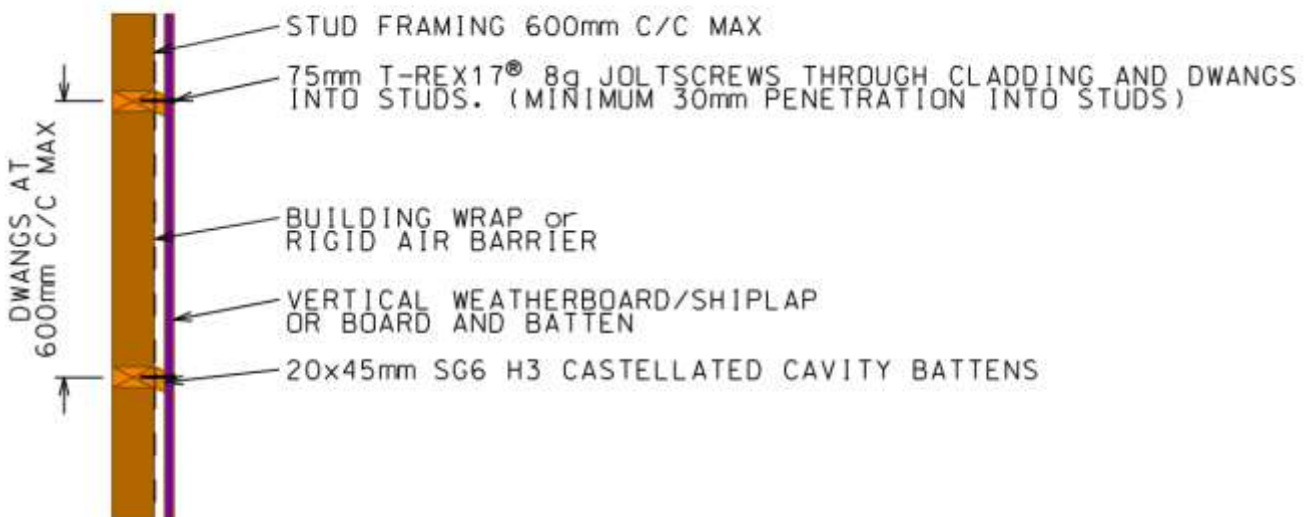 STUD FRAMING 600mm C/C MAX
75mm T-REX17® 8g JOLTSCREWS THROUGH CLADDING AND DWANGS
INTO STUDS. (MINIMUM 30mm PENETRATION INTO STUDS)
DWANGS AT
600mm C/C MAX
BUILDING WRAP or
RIGID AIR BARRIER
VERTICAL WEATHERBOARD/SHIPLAP
OR BOARD AND BATTEN
20x45mm SG6 H3 CASTELLATED CAVITY BATTENS